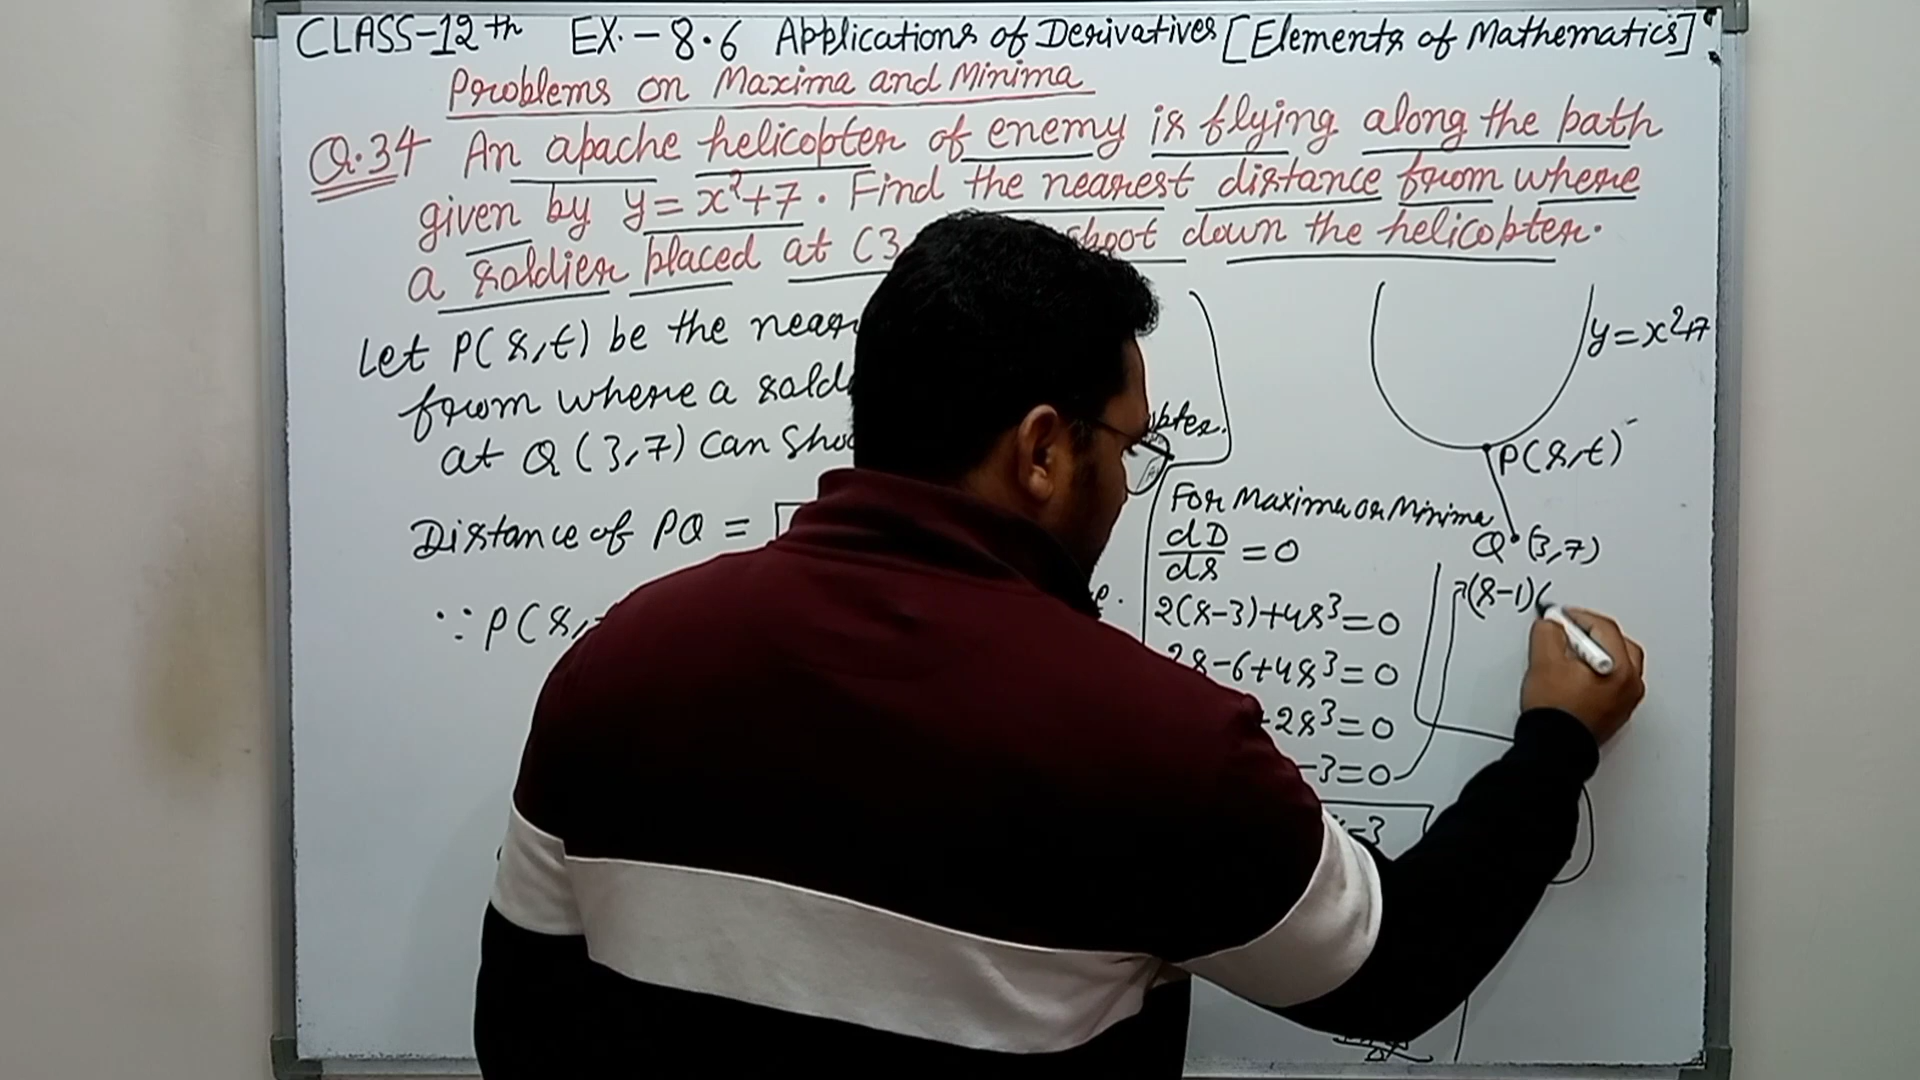 CLASS-12th EX.-8.6 Applications of Derivatives [Elements of Mathematics]
Problems on Maxima and Minima
Q.34 An apache helicopter of enemy is flying along the path
given by y=x²+7. Find the nearest distance from where
a soldier placed at (3 shoot down the helicopter.
Let P(s,t) be the near
from where a sold
at Q(3,7) can sho
Distance of PQ =
∵ P(s,
For Maxima or Minima
dD/ds = 0
2(s-3)+4s³=0
2s-6+4s³=0
+2s³=0
-3=0
-3
y=x²+7
P(s,t)
Q (3,7)
(s-1)(